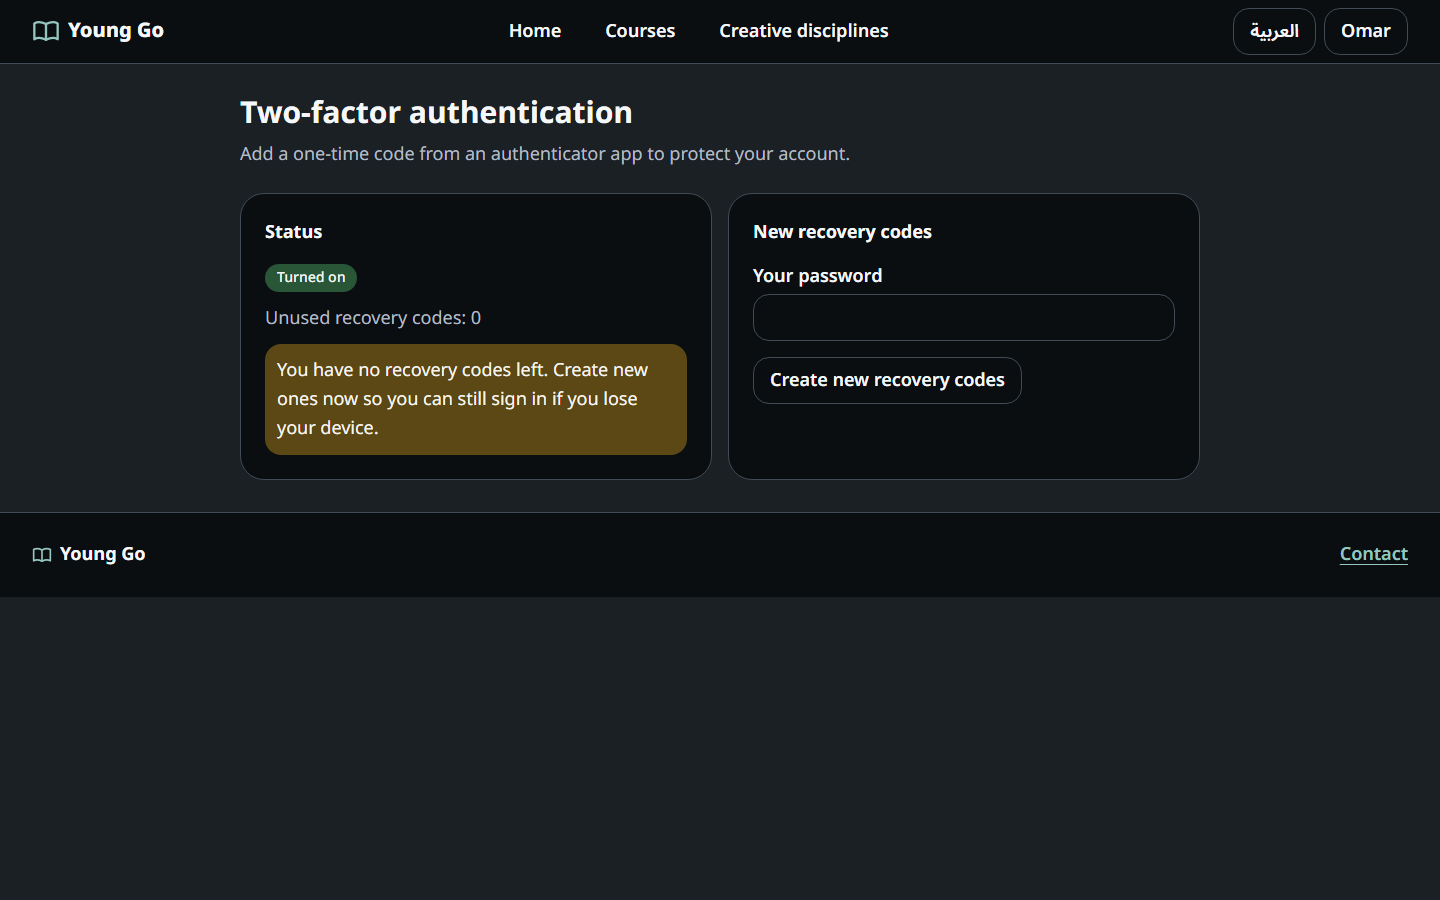 Young Go
Home
Courses
Creative disciplines
العربية
Omar
Two-factor authentication
Add a one-time code from an authenticator app to protect your account.
Status
Turned on
Unused recovery codes: 0
You have no recovery codes left. Create new
ones now so you can still sign in if you lose
your device.
New recovery codes
Your password
Create new recovery codes
Young Go
Contact